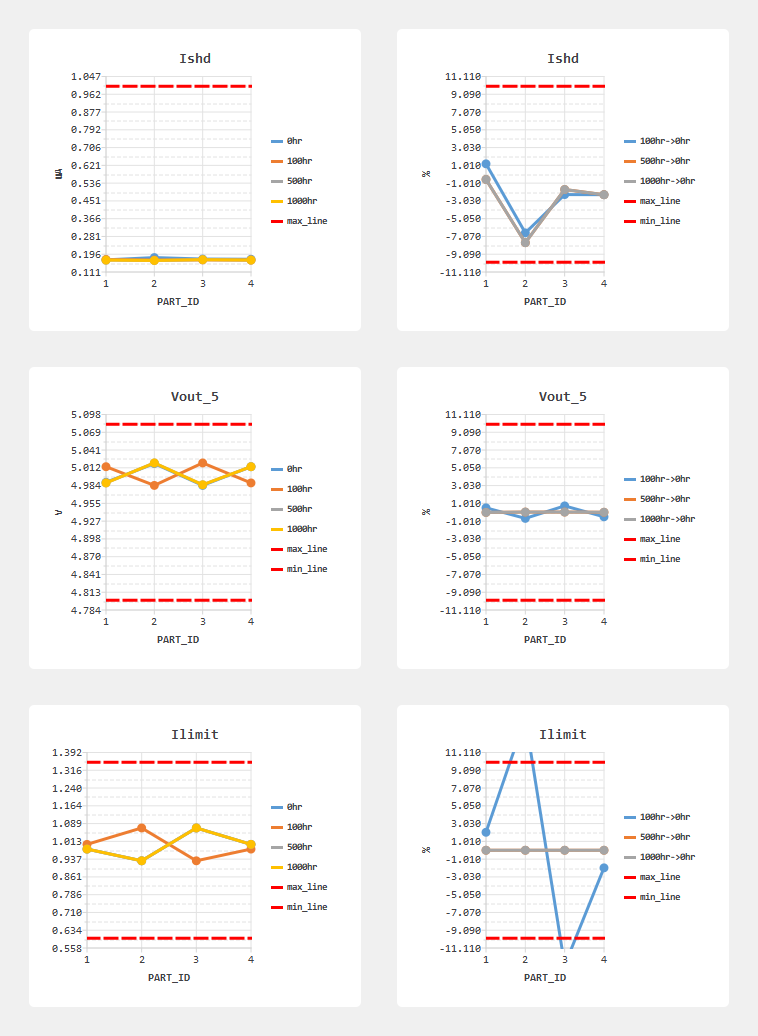 Ishd
1.047
0.962
0.877
0.792
0.706
0.621
0.536
0.451
0.366
0.281
0.196
0.111
1 2 3 4
PART_ID
0hr
100hr
500hr
1000hr
max_line
Ishd
11.110
9.090
7.070
5.050
3.030
1.010
-1.010
-3.030
-5.050
-7.070
-9.090
-11.110
%
1 2 3 4
PART_ID
100hr->0hr
500hr->0hr
1000hr->0hr
max_line
min_line
Vout_5
5.098
5.069
5.041
5.012
4.984
4.955
4.927
4.898
4.870
4.841
4.813
4.784
1 2 3 4
PART_ID
0hr
100hr
500hr
1000hr
max_line
min_line
Vout_5
11.110
9.090
7.070
5.050
3.030
1.010
-1.010
-3.030
-5.050
-7.070
-9.090
-11.110
%
1 2 3 4
PART_ID
100hr->0hr
500hr->0hr
1000hr->0hr
max_line
min_line
Ilimit
1.392
1.316
1.240
1.164
1.089
1.013
0.937
0.861
0.786
0.710
0.634
0.558
1 2 3 4
PART_ID
0hr
100hr
500hr
1000hr
max_line
min_line
Ilimit
11.110
9.090
7.070
5.050
3.030
1.010
-1.010
-3.030
-5.050
-7.070
-9.090
-11.110
%
1 2 3 4
PART_ID
100hr->0hr
500hr->0hr
1000hr->0hr
max_line
min_line